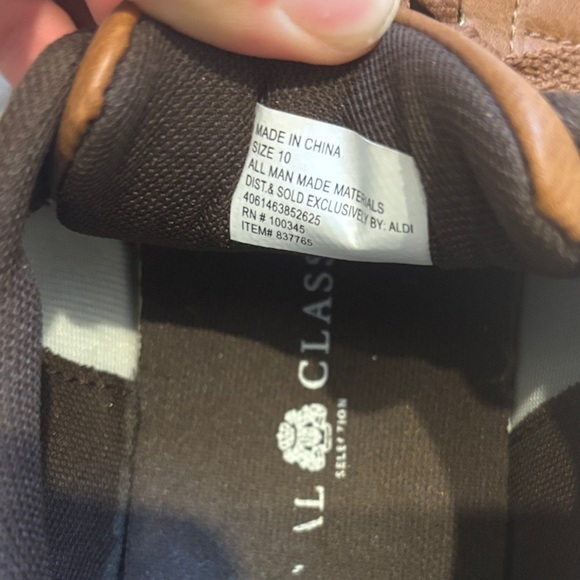 MADE IN CHINA
SIZE 10
ALL MAN MADE MATERIALS
DIST.& SOLD EXCLUSIVELY BY: ALDI
4061463852625
RN # 100345
ITEM# 837765
AL CLASS
SELECTION